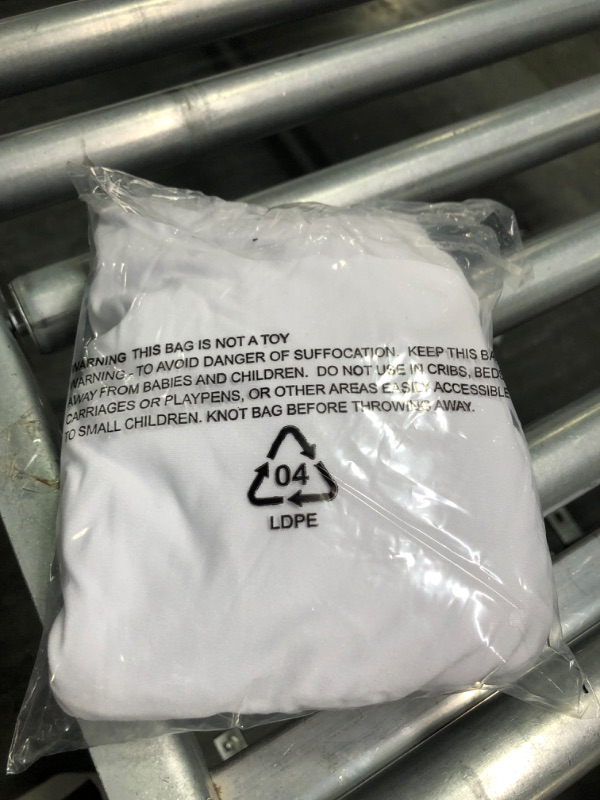 WARNING THIS BAG IS NOT A TOY
WARNING - TO AVOID DANGER OF SUFFOCATION, KEEP THIS BA
AWAY FROM BABIES AND CHILDREN. DO NOT USE IN CRIBS, BEDS
CARRIAGES OR PLAYPENS, OR OTHER AREAS EASILY ACCESSIBLE
TO SMALL CHILDREN. KNOT BAG BEFORE THROWING AWAY.
04
LDPE